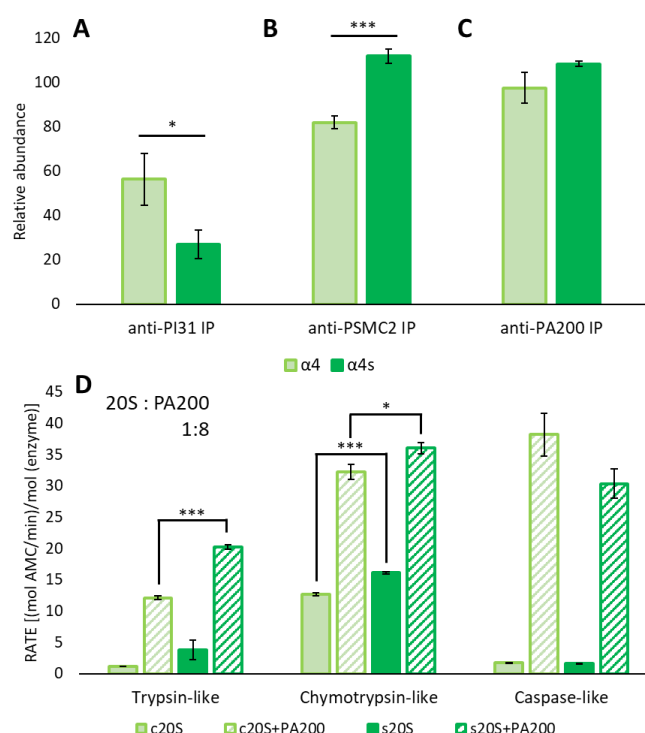 A
B
C
120
100
80
60
40
20
0
Relative abundance
*
***
anti-PI31 IP
anti-PSMC2 IP
anti-PA200 IP
α4
α4s
D
20S : PA200
1:8
45
40
35
30
25
20
15
10
5
0
RATE [(mol AMC/min)/mol (enzyme)]
***
***
*
Trypsin-like
Chymotrypsin-like
Caspase-like
c20S
c20S+PA200
s20S
s20S+PA200